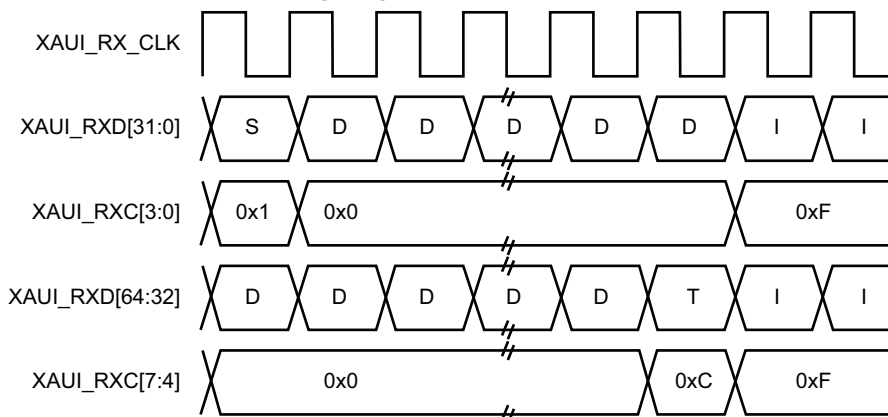 XAUI_RX_CLK
XAUI_RXD[31:0] S D D D D D I I
XAUI_RXC[3:0] 0x1 0x0 0xF
XAUI_RXD[64:32] D D D D D T I I
XAUI_RXC[7:4] 0x0 0xC 0xF